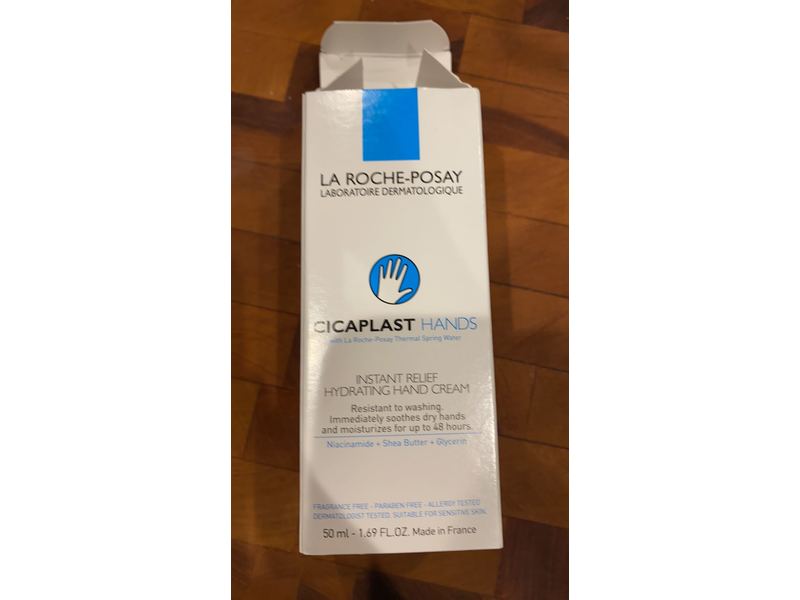 LA ROCHE-POSAY
LABORATOIRE DERMATOLOGIQUE
CICAPLAST HANDS
with La Roche-Posay Thermal Spring Water
INSTANT RELIEF
HYDRATING HAND CREAM
Resistant to washing.
Immediately soothes dry hands
and moisturizes for up to 48 hours.
Niacinamide + Shea Butter + Glycerin
FRAGRANCE FREE - PARABEN FREE - ALLERGY TESTED
DERMATOLOGIST TESTED. SUITABLE FOR SENSITIVE SKIN.
50 ml - 1.69 FL.OZ. Made in France